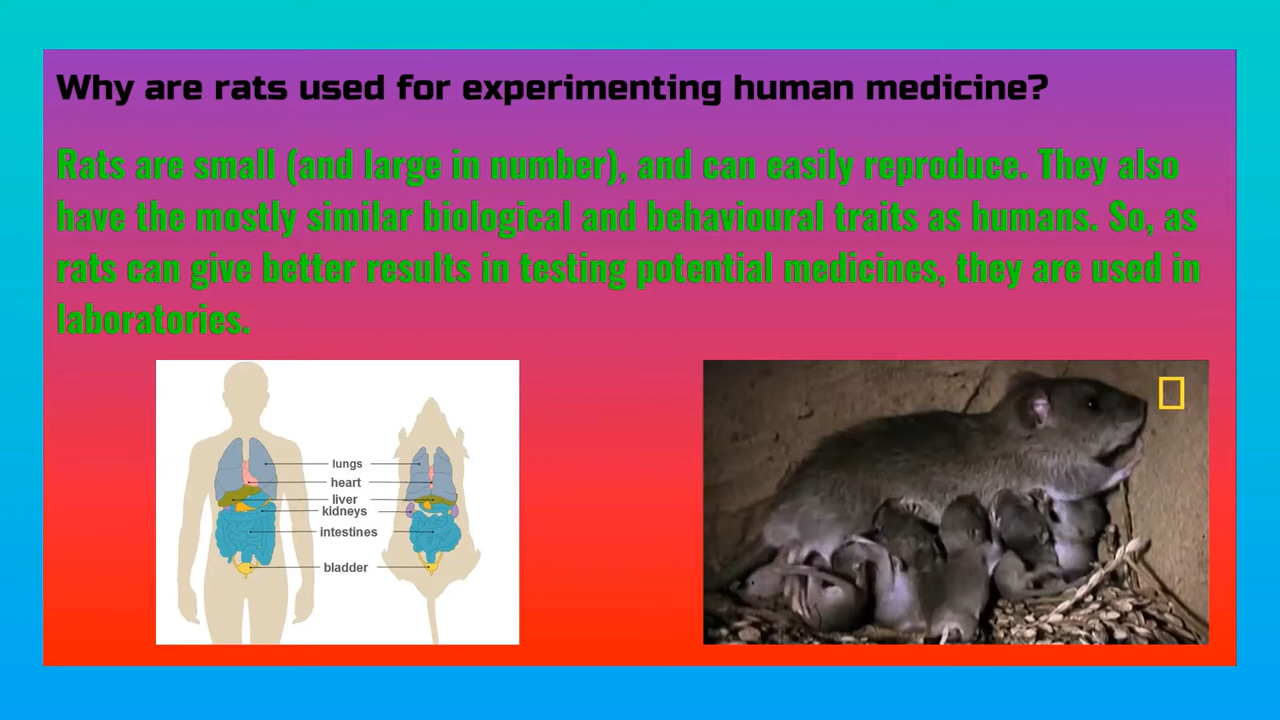 Why are rats used for experimenting human medicine?
Rats are small (and large in number), and can easily reproduce. They also
have the mostly similar biological and behavioural traits as humans. So, as
rats can give better results in testing potential medicines, they are used in
laboratories.
lungs
heart
liver
kidneys
intestines
bladder